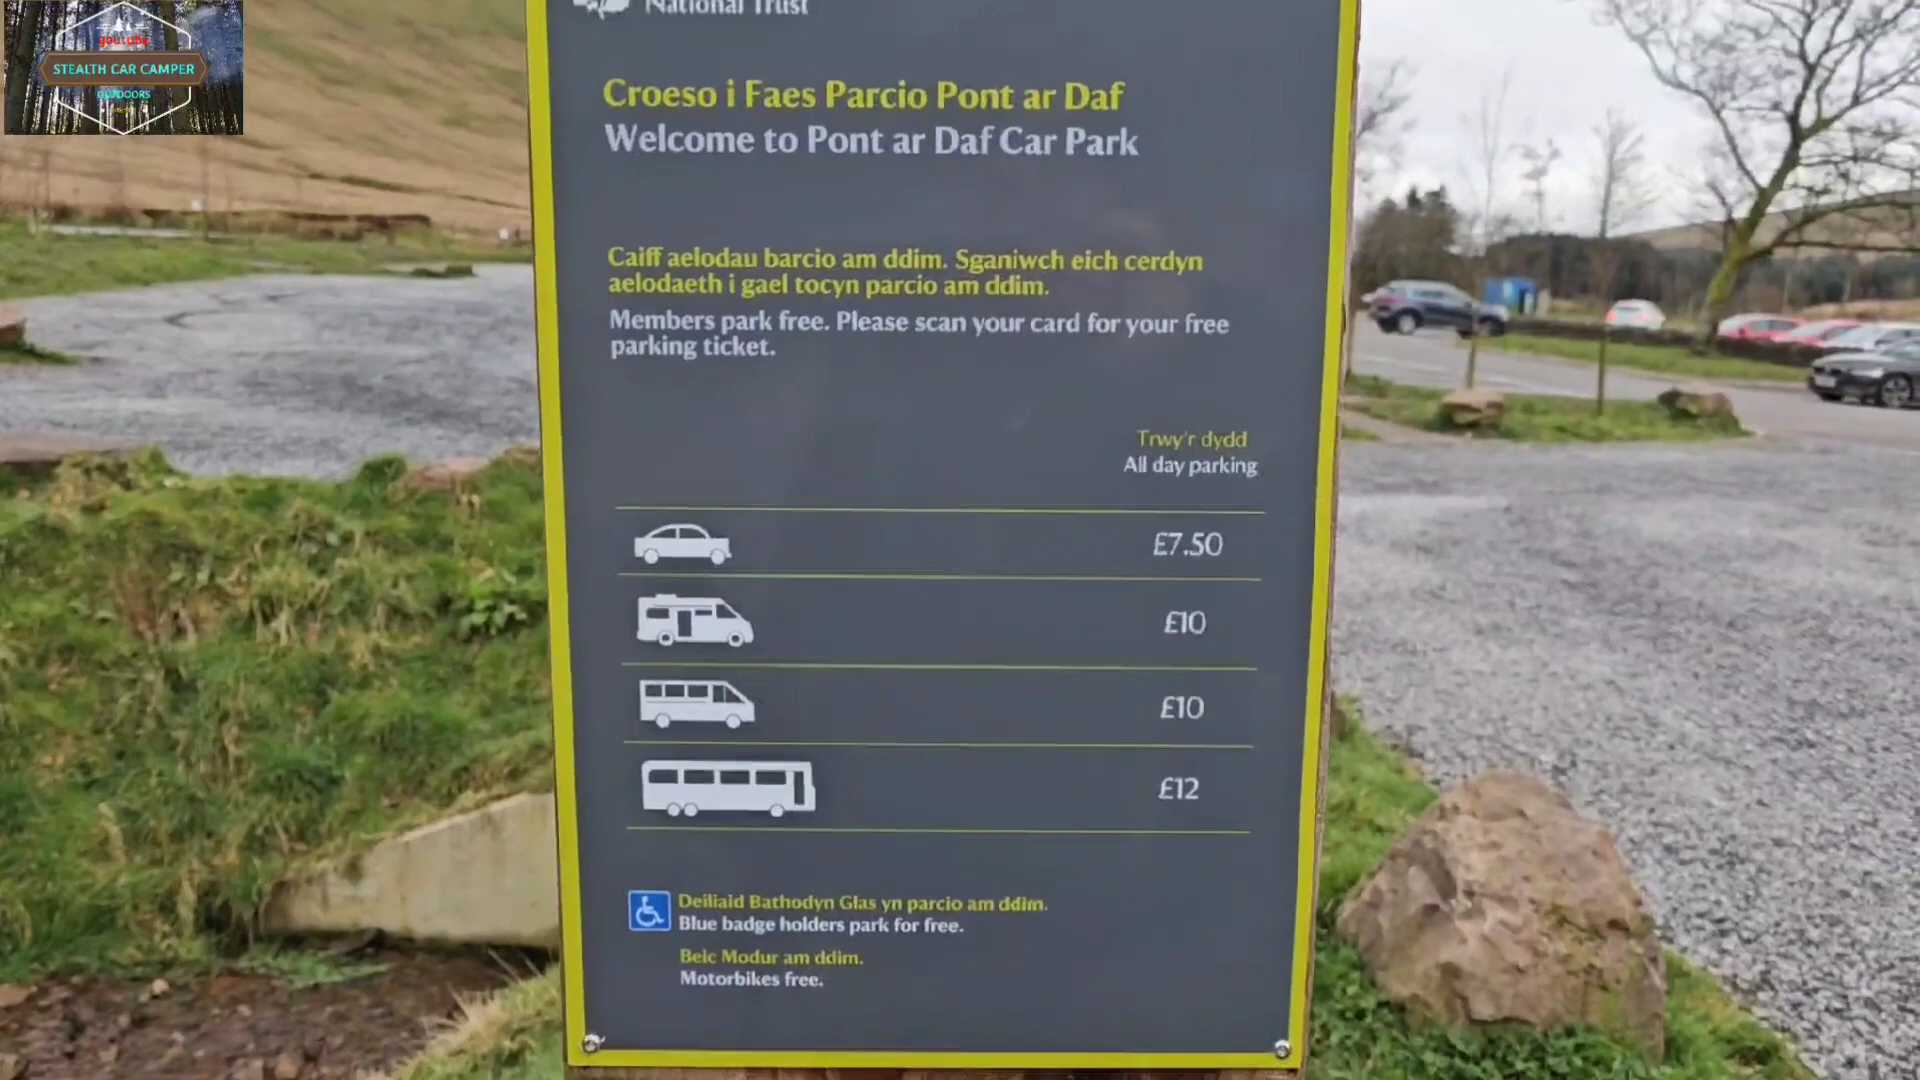 youtube
STEALTH CAR CAMPER
OUTDOORS
National Trust
Croeso i Faes Parcio Pont ar Daf
Welcome to Pont ar Daf Car Park
Caiff aelodau barcio am ddim. Sganiwch eich cerdyn
aelodaeth i gael tocyn parcio am ddim.
Members park free. Please scan your card for your free
parking ticket.
Trwy'r dydd
All day parking
£7.50
£10
£10
£12
Deiliaid Bathodyn Glas yn parcio am ddim.
Blue badge holders park for free.
Beic Modur am ddim.
Motorbikes free.